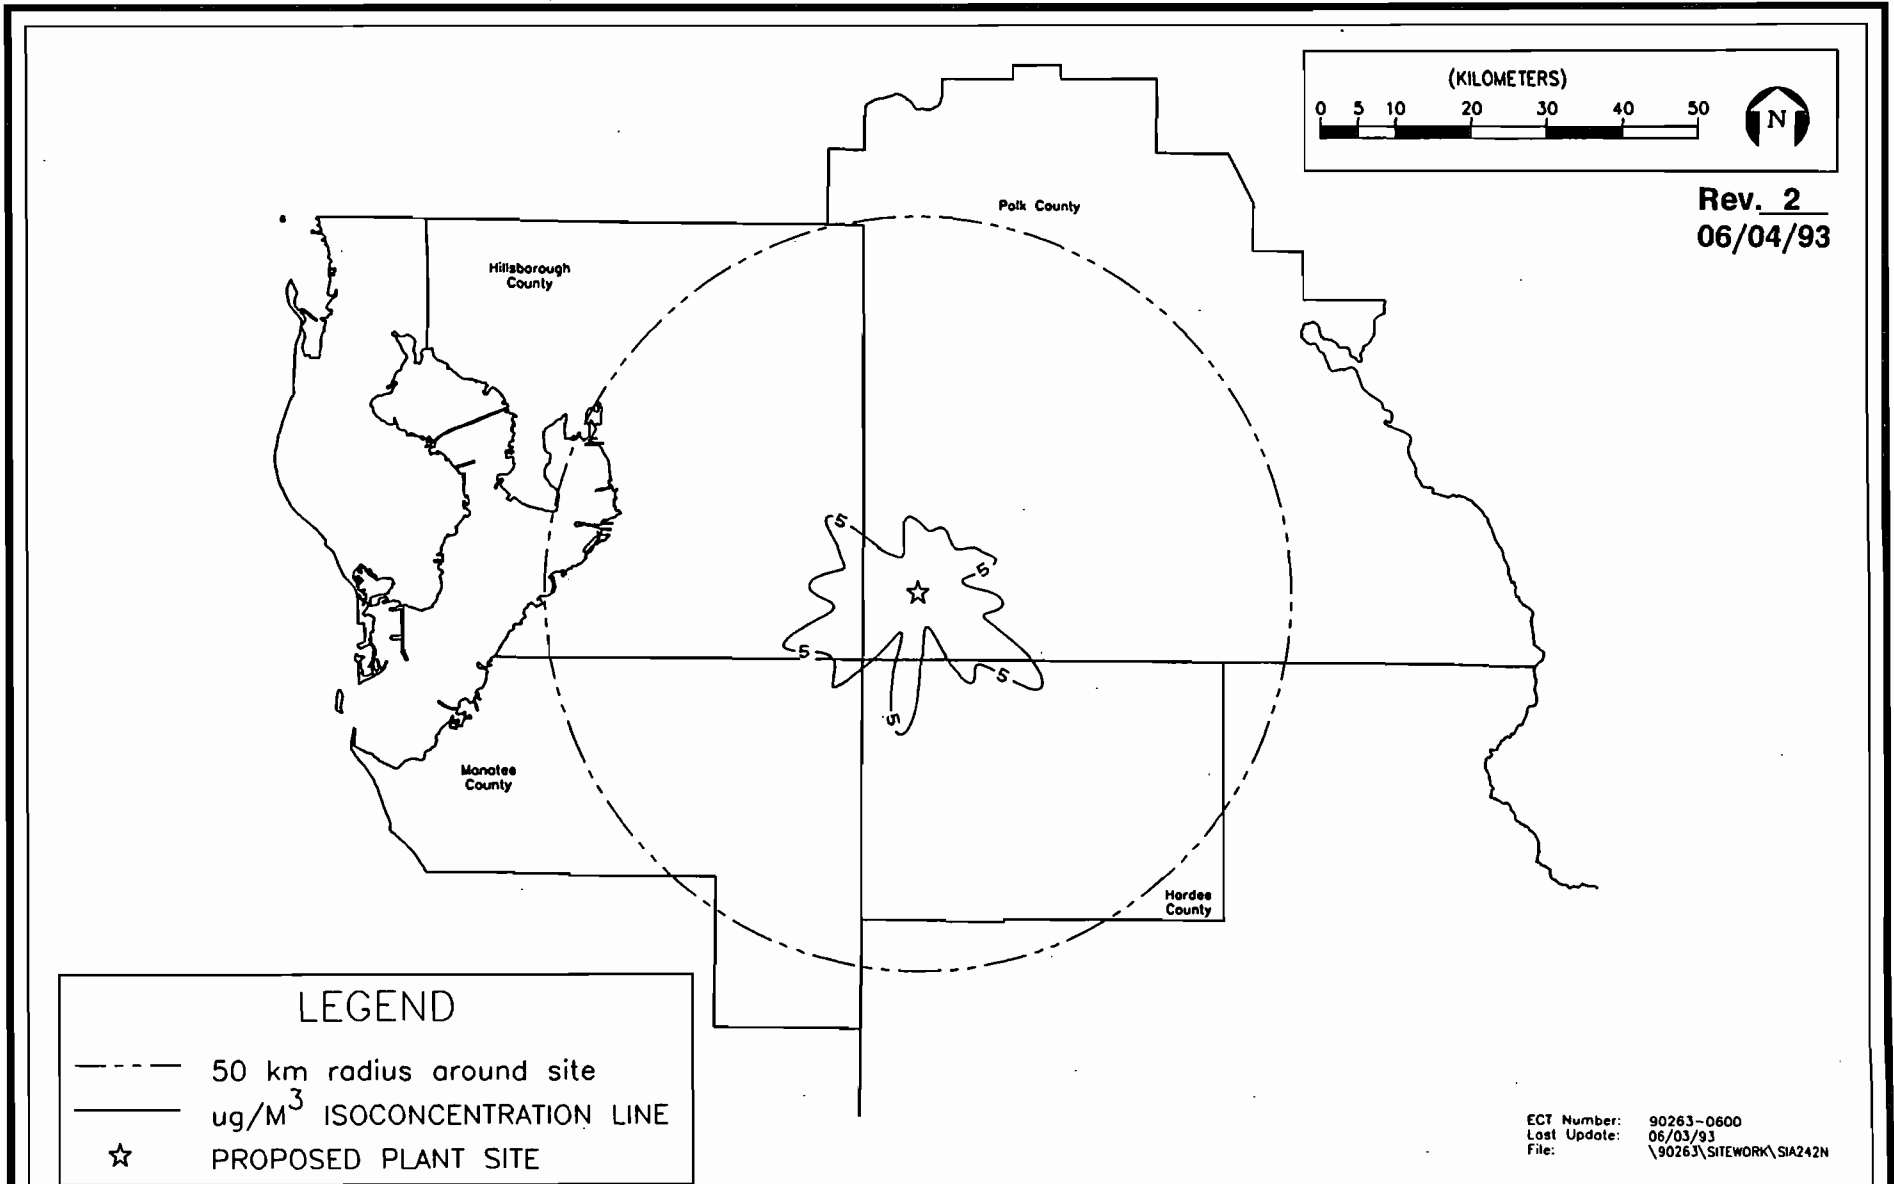 (KILOMETERS)
0 5 10 20 30 40 50
N
Rev. 2
06/04/93
Polk County
Hillsborough
County
5
5
5
5
5
Manatee
County
Hardee
County
LEGEND
50 km radius around site
ug/M³ ISOCONCENTRATION LINE
PROPOSED PLANT SITE
ECT Number: 90263-0600
Last Update: 06/03/93
File: \90263\SITEWORK\SIA242N